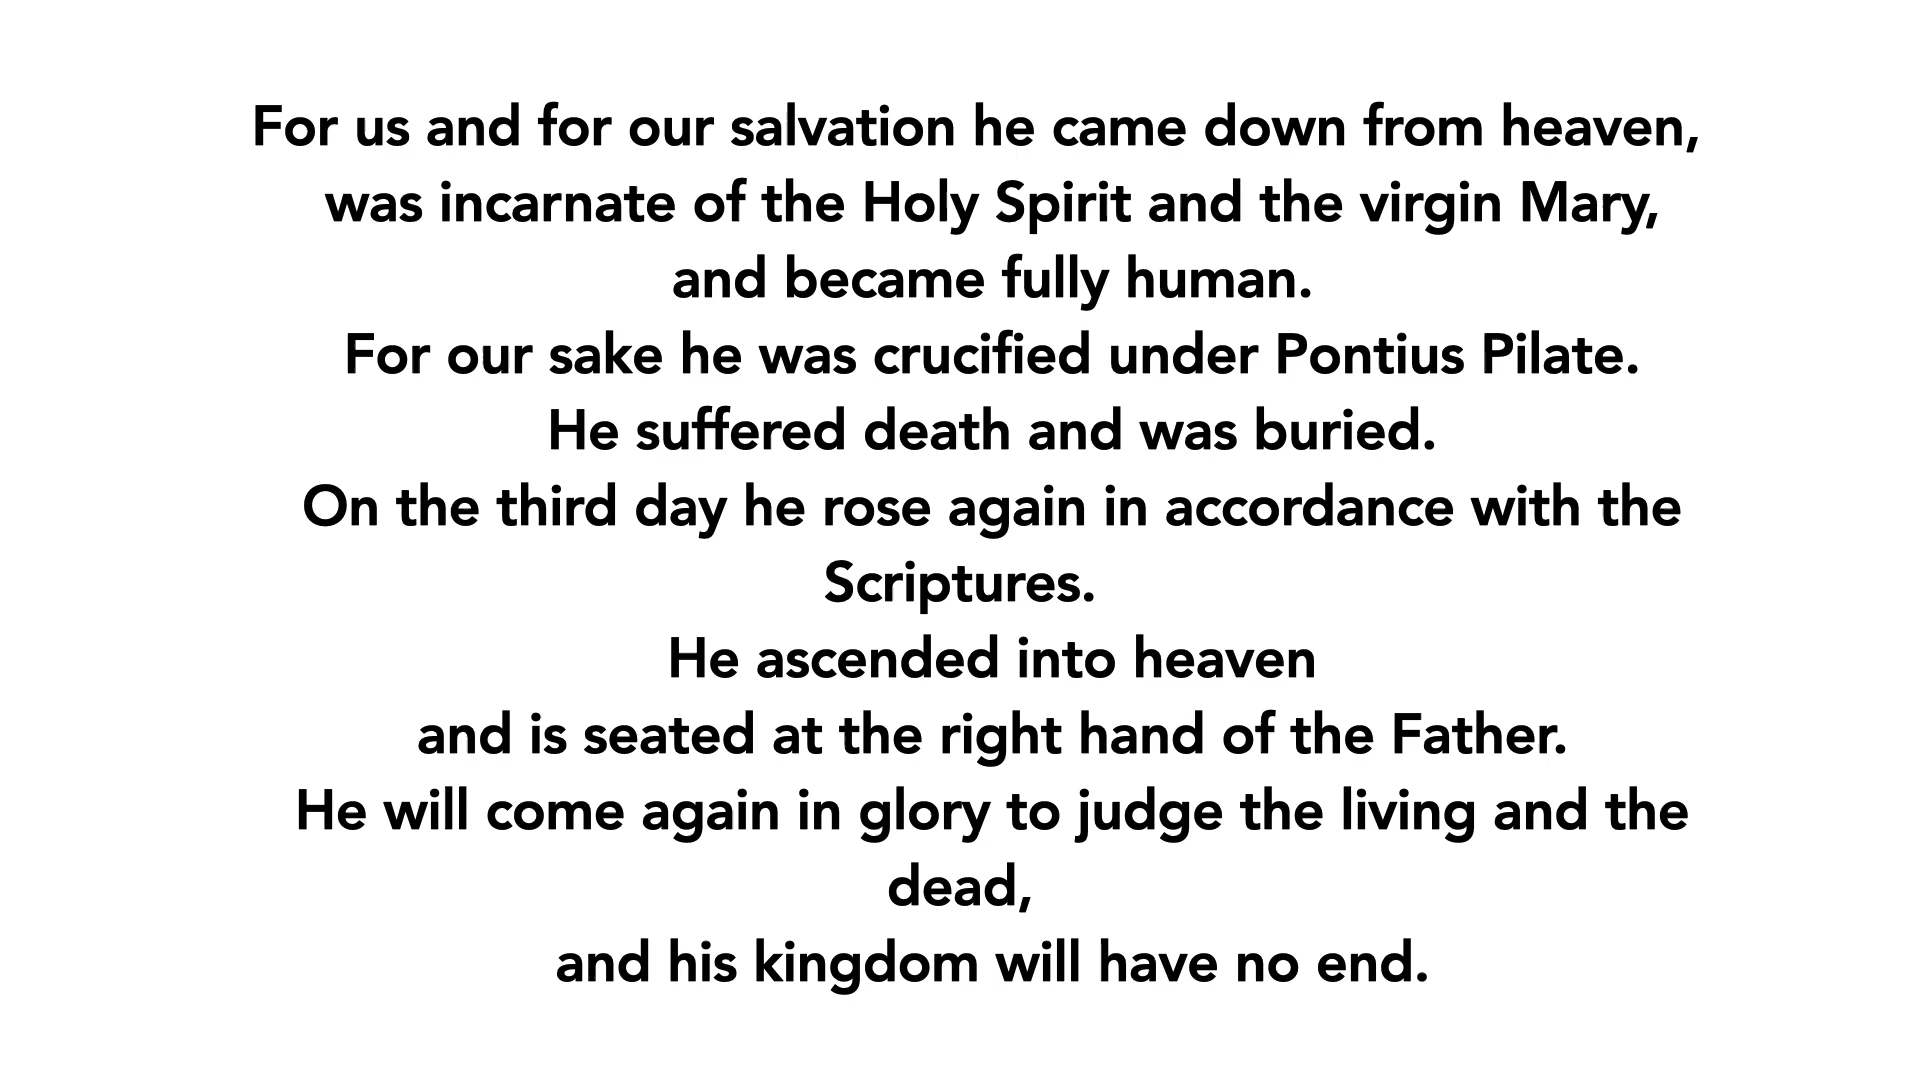 For us and for our salvation he came down from heaven,
was incarnate of the Holy Spirit and the virgin Mary,
and became fully human.
For our sake he was crucified under Pontius Pilate.
He suffered death and was buried.
On the third day he rose again in accordance with the
Scriptures.
He ascended into heaven
and is seated at the right hand of the Father.
He will come again in glory to judge the living and the
dead,
and his kingdom will have no end.